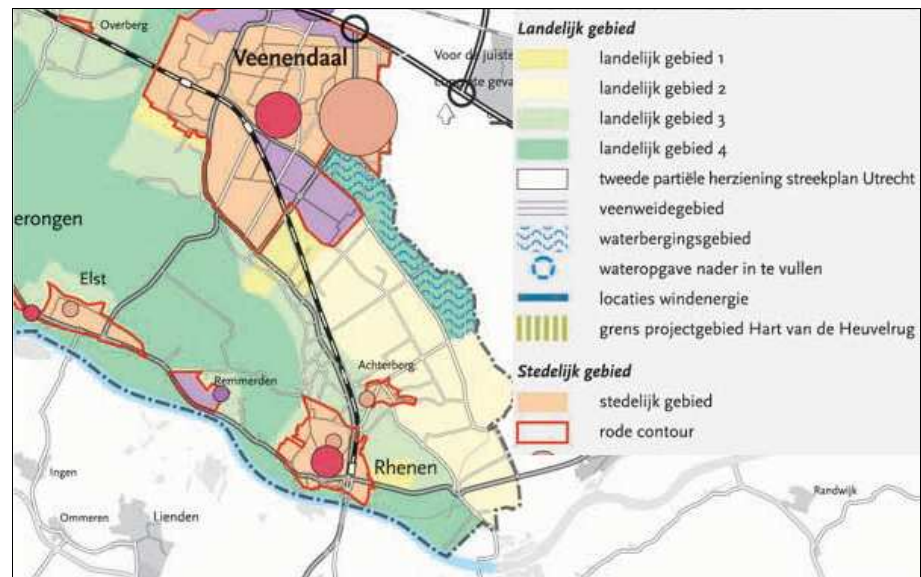 Overberg
Veenendaal
Voor de juiste
erongen
Elst
Remmerden
Achterberg
Rhenen
Ingen
Ommeren
Lienden
Randwijk
Landelijk gebied
landelijk gebied 1
landelijk gebied 2
landelijk gebied 3
landelijk gebied 4
tweede partiële herziening streekplan Utrecht
veenweidegebied
waterbergingsgebied
wateropgave nader in te vullen
locaties windenergie
grens projectgebied Hart van de Heuvelrug
Stedelijk gebied
stedelijk gebied
rode contour